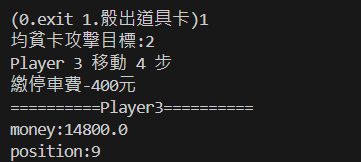 (0.exit 1.骰出道具卡)1
均貧卡攻擊目標:2
Player 3 移動 4 步
繳停車費-400元
==========Player3==========
money:14800.0
position:9